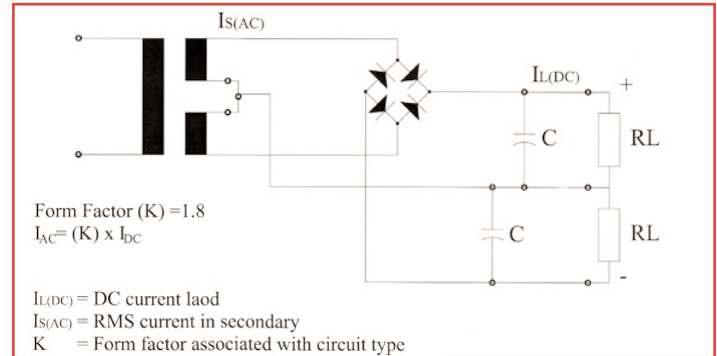 IS(AC)
IL(DC)
+
C
RL
C
RL
-
Form Factor (K) =1.8
IAC= (K) x IDC
IL(DC) = DC current laod
IS(AC) = RMS current in secondary
K = Form factor associated with circuit type